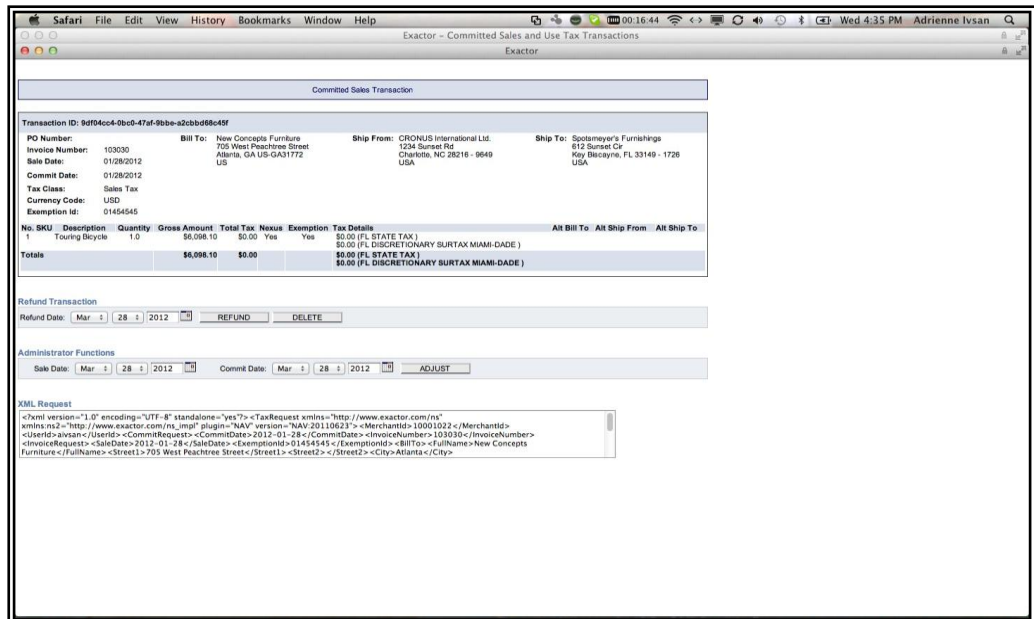 Safari File Edit View History Bookmarks Window Help 00:16:44 Wed 4:35 PM Adrienne Ivsan
Exactor – Committed Sales and Use Tax Transactions
Exactor
Committed Sales Transaction
Transaction ID: 9df04cc4-0bc0-47af-9bbe-a2cbbd68c45f
PO Number: Bill To: New Concepts Furniture Ship From: CRONUS International Ltd. Ship To: Spotsmeyer's Furnishings
Invoice Number: 103030 705 West Peachtree Street 1234 Sunset Rd 612 Sunset Cir
Sale Date: 01/28/2012 Atlanta, GA US-GA31772 Charlotte, NC 28216 - 9649 Key Biscayne, FL 33149 - 1726
US USA USA
Commit Date: 01/28/2012
Tax Class: Sales Tax
Currency Code: USD
Exemption Id: 01454545
No. SKU Description Quantity Gross Amount Total Tax Nexus Exemption Tax Details Alt Bill To Alt Ship From Alt Ship To
1 Touring Bicycle 1.0 $6,098.10 $0.00 Yes Yes $0.00 (FL STATE TAX )
$0.00 (FL DISCRETIONARY SURTAX MIAMI-DADE )
Totals $6,098.10 $0.00 $0.00 (FL STATE TAX )
$0.00 (FL DISCRETIONARY SURTAX MIAMI-DADE )
Refund Transaction
Refund Date: Mar 28 2012 REFUND DELETE
Administrator Functions
Sale Date: Mar 28 2012 Commit Date: Mar 28 2012 ADJUST
XML Request
<?xml version="1.0" encoding="UTF-8" standalone="yes"?><TaxRequest xmlns="http://www.exactor.com/ns"
xmlns:ns2="http://www.exactor.com/ns_impl" plugin="NAV" version="NAV:20110623"><MerchantId>10001022</MerchantId>
<UserId>aivsan</UserId><CommitRequest><CommitDate>2012-01-28</CommitDate><InvoiceNumber>103030</InvoiceNumber>
<InvoiceRequest><SaleDate>2012-01-28</SaleDate><ExemptionId>01454545</ExemptionId><BillTo><FullName>New Concepts
Furniture</FullName><Street1>705 West Peachtree Street</Street1><Street2></Street2><City>Atlanta</City>